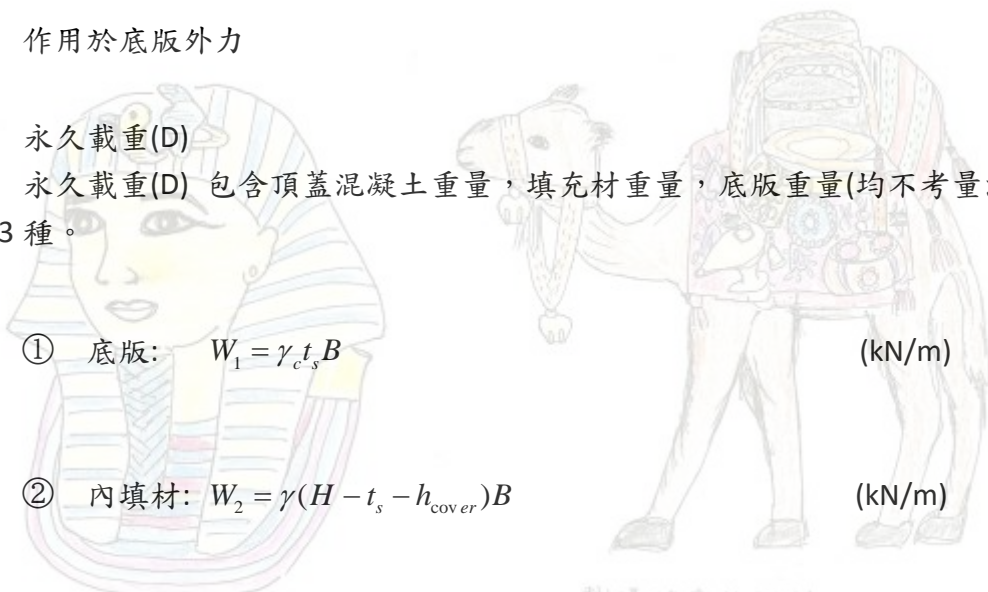 作用於底版外力
永久載重(D)
永久載重(D) 包含頂蓋混凝土重量，填充材重量，底版重量(均不考量
3 種。
① 底版: W₁ = γ_c t_s B (kN/m)
② 內填材: W₂ = γ(H − t_s − h_cover)B (kN/m)